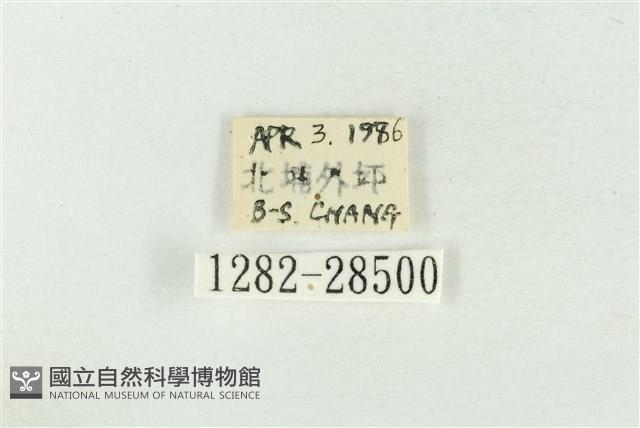 APR 3. 1986
北埔外坪
B-S. CHANG
1282-28500
國立自然科學博物館
NATIONAL MUSEUM OF NATURAL SCIENCE